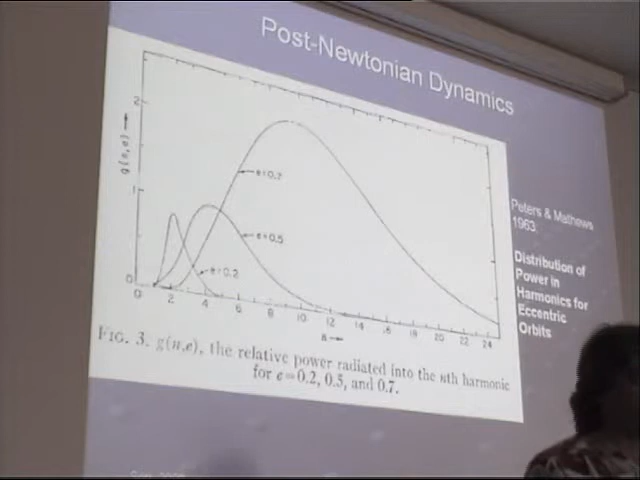 Post-Newtonian Dynamics
g(n,e)
2
1
0
e=0.7
e=0.5
e=0.2
0 2 4 6 8 10 12 14 16 18 20 22 24
n
FIG. 3. g(n,e), the relative power radiated into the nth harmonic
for e=0.2, 0.5, and 0.7.
Peters & Mathews
1963
Distribution of
Power in
Harmonics for
Eccentric
Orbits